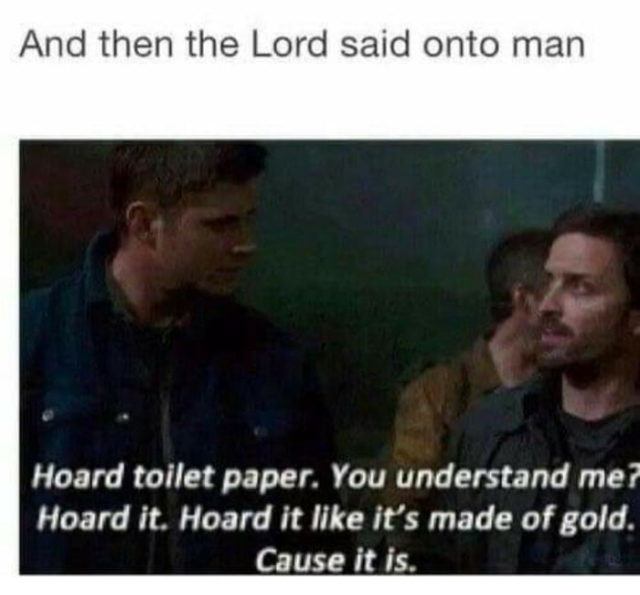 And then the Lord said onto man
Hoard toilet paper. You understand me?
Hoard it. Hoard it like it's made of gold.
Cause it is.